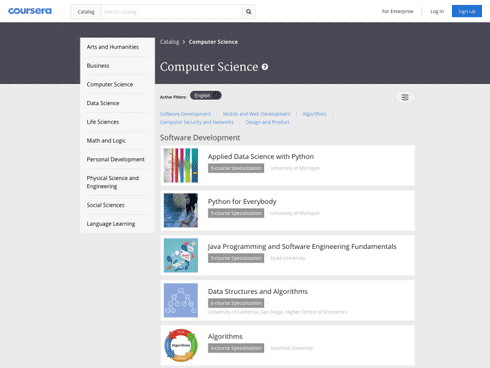 coursera
Catalog
Search catalog
For Enterprise
Log In
Sign Up
Catalog > Computer Science
Computer Science ?
Arts and Humanities
Business
Computer Science
Data Science
Life Sciences
Math and Logic
Personal Development
Physical Science and
Engineering
Social Sciences
Language Learning
Active Filters:
English
Software Development
Mobile and Web Development
Algorithms
Computer Security and Networks
Design and Product
Software Development
Applied Data Science with Python
5-course Specialization
University of Michigan
Python for Everybody
5-course Specialization
University of Michigan
Java Programming and Software Engineering Fundamentals
5-course Specialization
Duke University
Data Structures and Algorithms
6-course Specialization
University of California, San Diego, Higher School of Economics
Algorithms
Algorithms
4-course Specialization
Stanford University